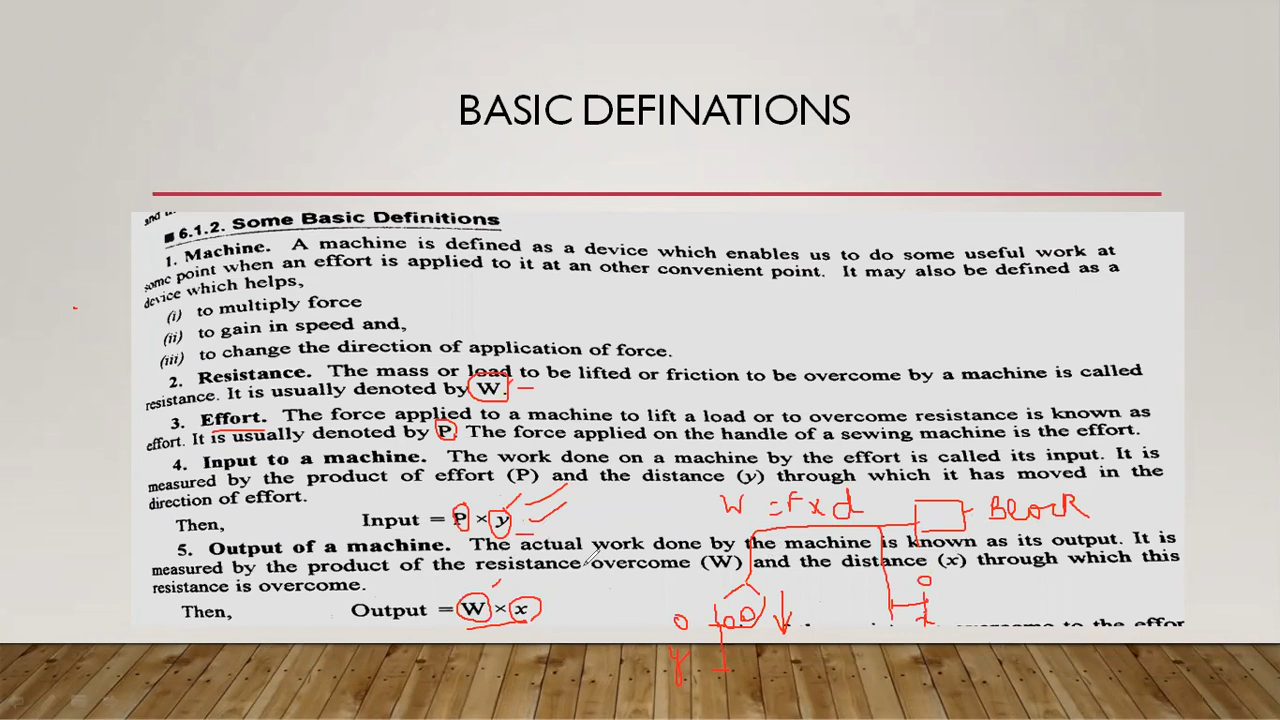 BASIC DEFINATIONS
and
■ 6.1.2. Some Basic Definitions
1. Machine. A machine is defined as a device which enables us to do some useful work at
some point when an effort is applied to it at an other convenient point. It may also be defined as a
device which helps,
(i) to multiply force
(ii) to gain in speed and,
(iii) to change the direction of application of force.
2. Resistance. The mass or load to be lifted or friction to be overcome by a machine is called
resistance. It is usually denoted by W.
3. Effort. The force applied to a machine to lift a load or to overcome resistance is known as
effort. It is usually denoted by P. The force applied on the handle of a sewing machine is the effort.
4. Input to a machine. The work done on a machine by the effort is called its input. It is
measured by the product of effort (P) and the distance (y) through which it has moved in the
direction of effort.
W = F x d
Block
Then, Input = P × y
5. Output of a machine. The actual work done by the machine is known as its output. It is
measured by the product of the resistance overcome (W) and the distance (x) through which this
resistance is overcome.
Then, Output = W × x
0
x
0
y
to the effor